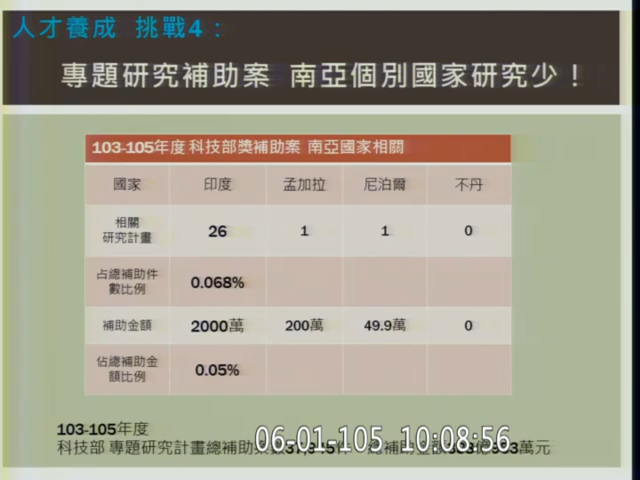 人才養成 挑戰4：
專題研究補助案 南亞個別國家研究少！
103-105年度 科技部獎補助案 南亞國家相關
國家 印度 孟加拉 尼泊爾 不丹
相關
研究計畫 26 1 1 0
占總補助件
數比例 0.068%
補助金額 2000萬 200萬 49.9萬 0
佔總補助金
額比例 0.05%
103-105年度
06-01-105 10:08:56
科技部 專題研究計畫總補助 萬元